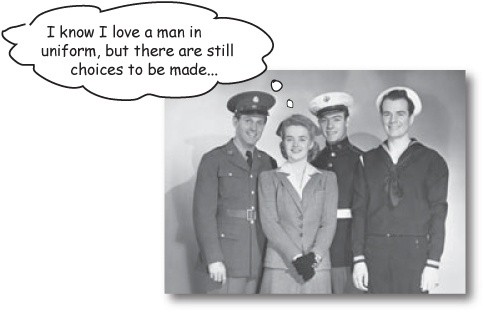 I know I love a man in
uniform, but there are still
choices to be made...